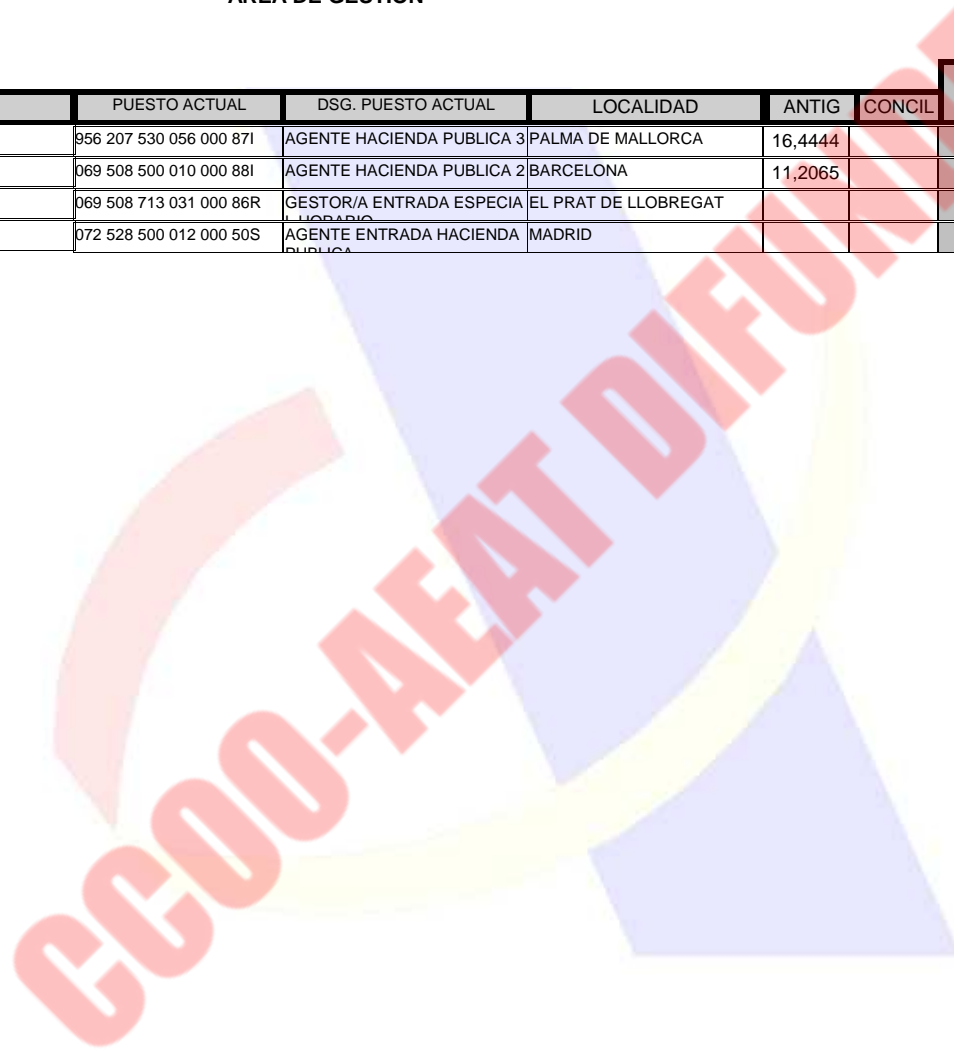 AREA DE GESTION
PUESTO ACTUAL DSG. PUESTO ACTUAL LOCALIDAD ANTIG CONCIL
956 207 530 056 000 87I AGENTE HACIENDA PUBLICA 3 PALMA DE MALLORCA 16,4444
069 508 500 010 000 88I AGENTE HACIENDA PUBLICA 2 BARCELONA 11,2065
069 508 713 031 000 86R GESTOR/A ENTRADA ESPECIA EL PRAT DE LLOBREGAT
L HORARIO
072 528 500 012 000 50S AGENTE ENTRADA HACIENDA MADRID
PUBLICA
CCOO-AEAT DIFUND